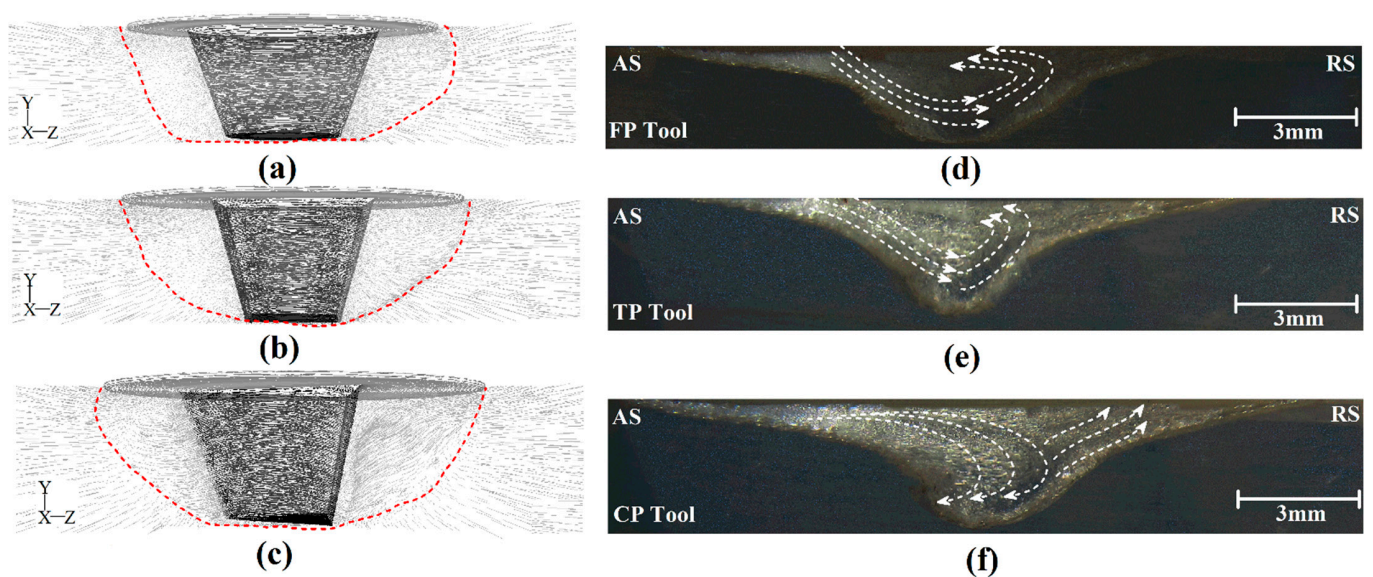 Y
X Z
(a)
AS
RS
FP Tool
3mm
(d)
Y
X Z
(b)
AS
RS
TP Tool
3mm
(e)
Y
X Z
(c)
AS
RS
CP Tool
3mm
(f)